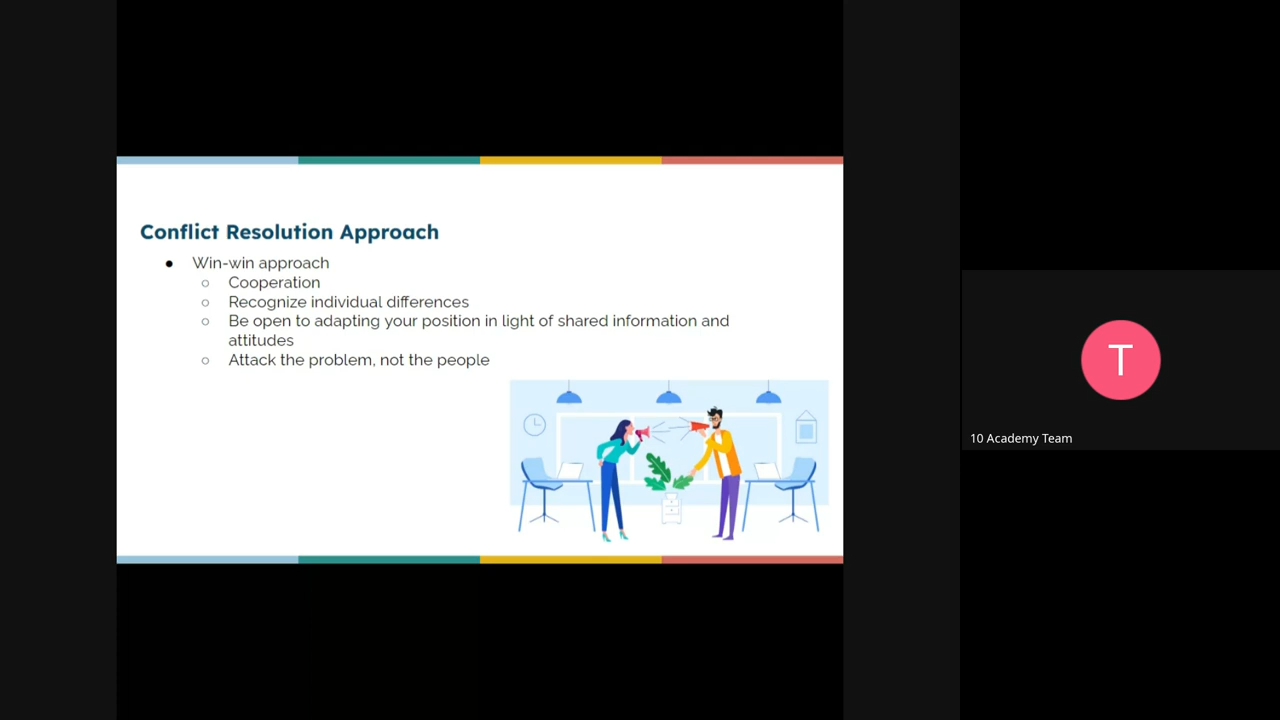 Conflict Resolution Approach
● Win-win approach
○ Cooperation
○ Recognize individual differences
○ Be open to adapting your position in light of shared information and
attitudes
○ Attack the problem, not the people
T
10 Academy Team